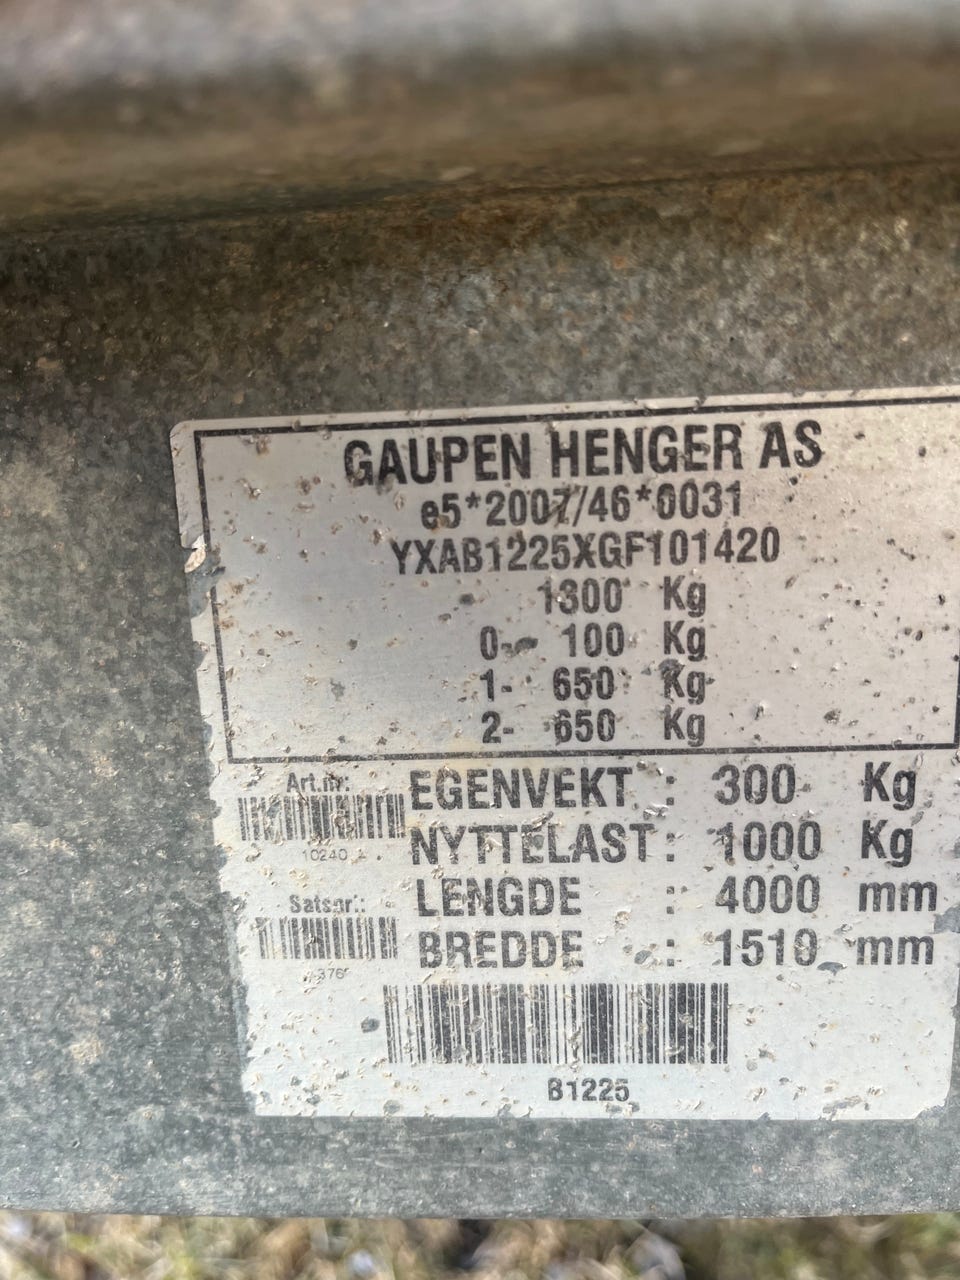 GAUPEN HENGER AS
e5*2007/46*0031
YXAB1225XGF101420
1300 Kg
0- 100 Kg
1- 650 Kg
2- 650 Kg
Art.nr:
10240
EGENVEKT : 300 Kg
NYTTELAST : 1000 Kg
Satsnr:
LENGDE : 4000 mm
BREDDE : 1510 mm
B1225